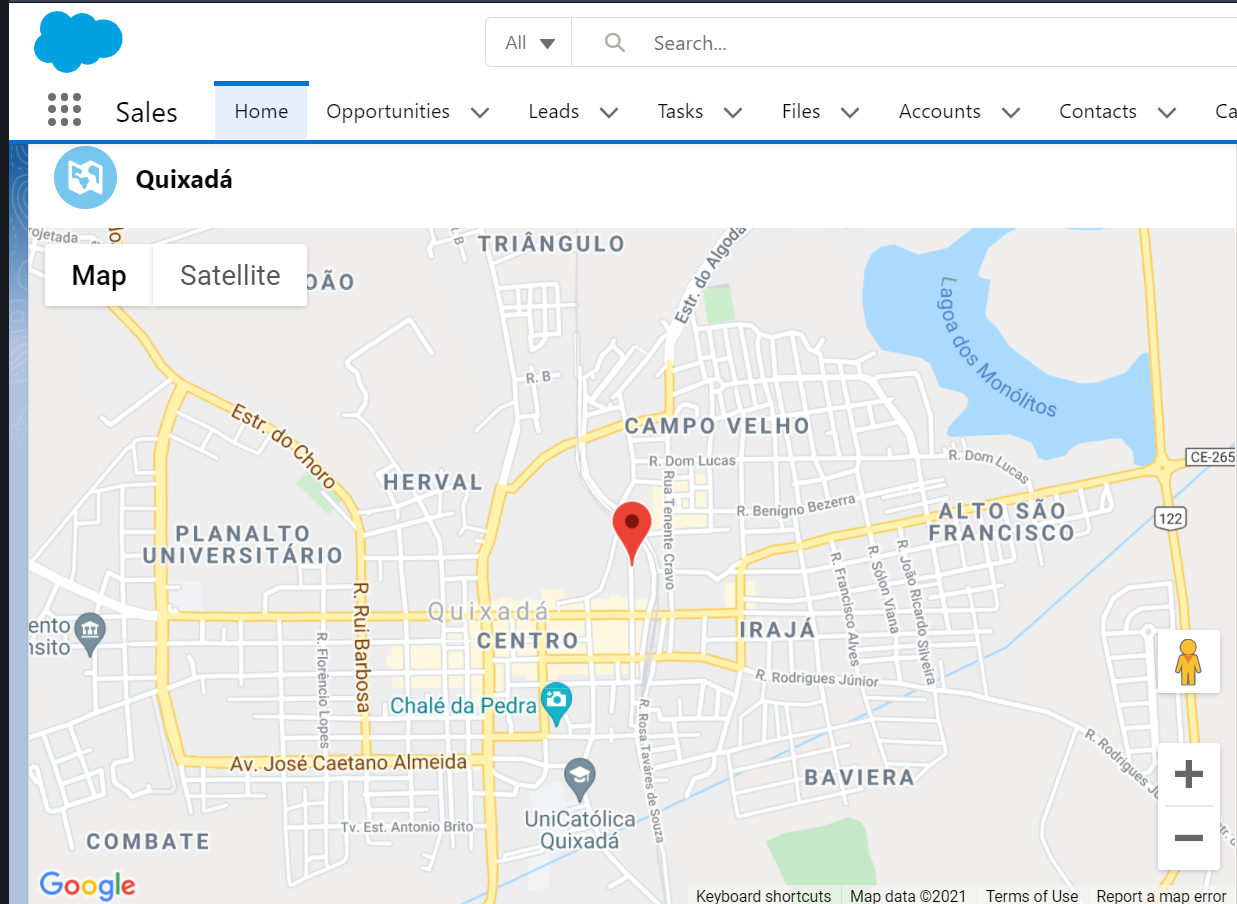 All
Search...
Sales
Home
Opportunities
Leads
Tasks
Files
Accounts
Contacts
Ca
Quixadá
rojetada
Map
Satellite
OÃO
R. B
TRIÂNGULO
Estr. do Algodã
Lagoa dos Monólitos
R. B
Estr. do Choro
CAMPO VELHO
R. Dom Lucas
R. Dom Lucas
CE-265
HERVAL
Rua Tenente Cravo
R. Benigno Bezerra
ALTO SÃO
FRANCISCO
122
PLANALTO
UNIVERSITÁRIO
R. Rui Barbosa
R. Francisco Alves
R. Sólon Viana
R. João Ricardo Silveira
Quixadá
CENTRO
IRAJÁ
ento
nsito
R. Florêncio Lopes
R. Rodrigues Júnior
Chalé da Pedra
R. Rosa Tavares de Souza
R. Rodrigues Jú
Av. José Caetano Almeida
BAVIERA
UniCatólica
Quixadá
Tv. Est. Antonio Brito
COMBATE
Google
Keyboard shortcuts
Map data ©2021
Terms of Use
Report a map error